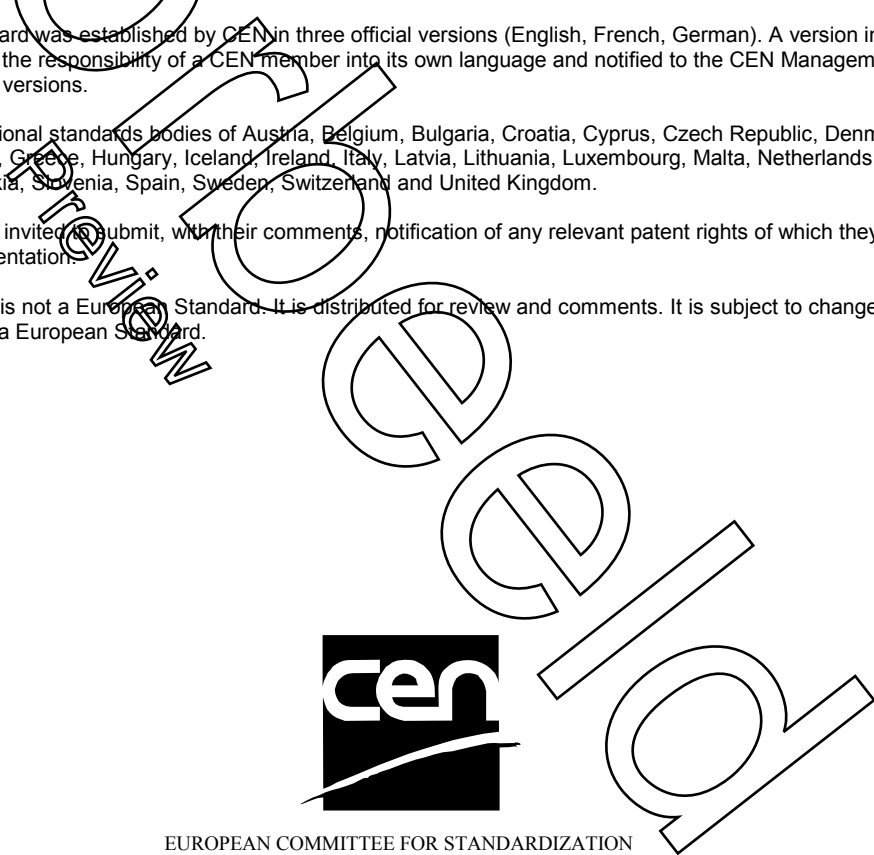 ard was established by CEN in three official versions (English, French, German). A version in
the responsibility of a CEN member into its own language and notified to the CEN Managem
versions.
ional standards bodies of Austria, Belgium, Bulgaria, Croatia, Cyprus, Czech Republic, Denm
, Greece, Hungary, Iceland, Ireland, Italy, Latvia, Lithuania, Luxembourg, Malta, Netherlands
kia, Slovenia, Spain, Sweden, Switzerland and United Kingdom.
invited to submit, with their comments, notification of any relevant patent rights of which they
entation.
is not a European Standard. It is distributed for review and comments. It is subject to change
a European Standard.
orbeeld
Preview
cen
EUROPEAN COMMITTEE FOR STANDARDIZATION